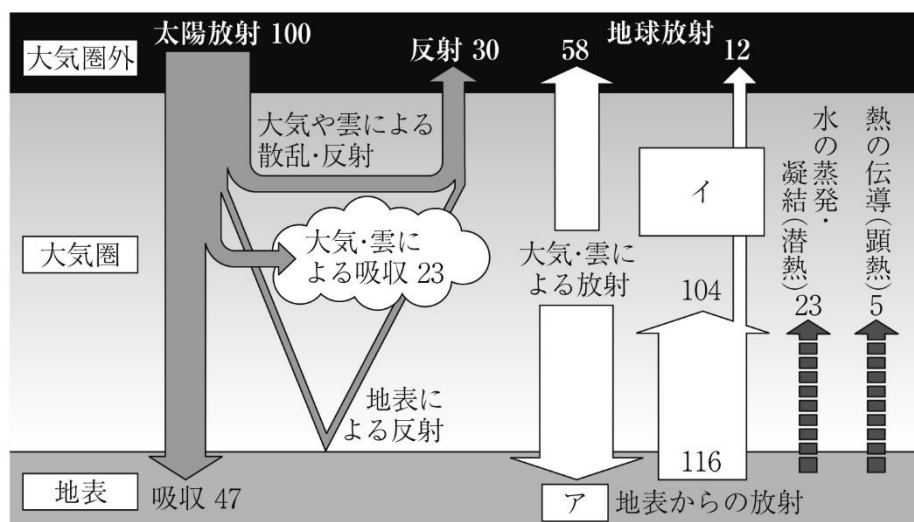 太陽放射 100
反射 30
地球放射
58
12
大気圏外
大気や雲による
散乱・反射
イ
水の蒸発・
凝結(潜熱)
23
熱の伝導(顕熱)
5
大気圏
大気・雲に
よる吸収 23
大気・雲に
よる放射
104
地表に
よる反射
116
地表
吸収 47
ア
地表からの放射